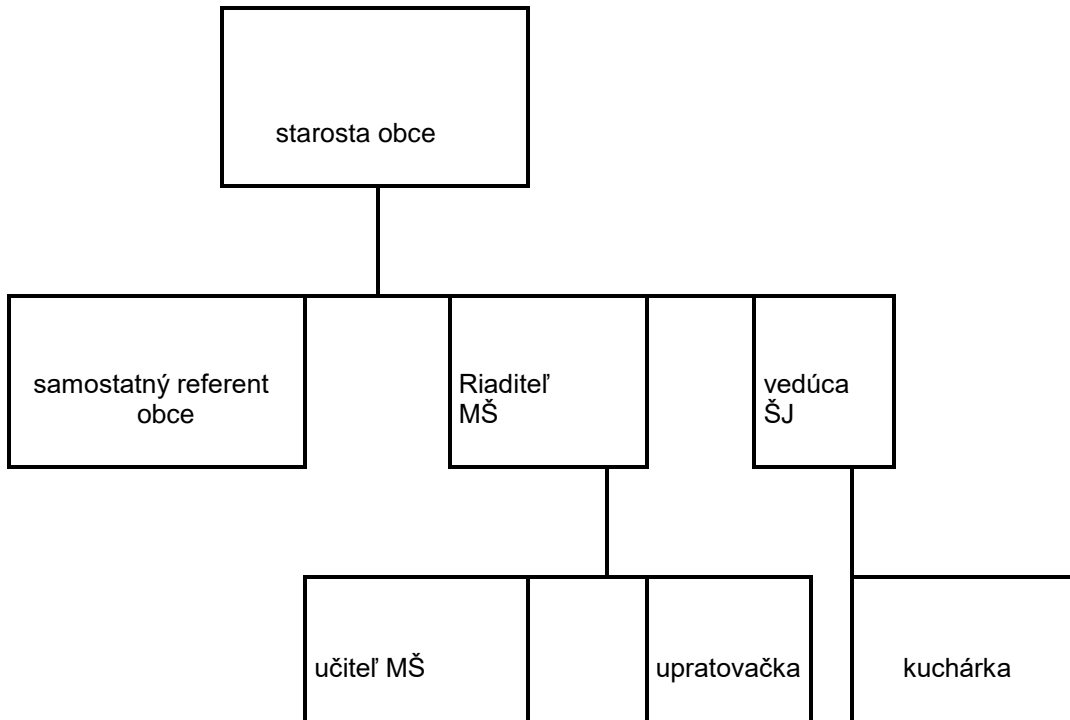 starosta obce
samostatný referent
obce
Riaditeľ
MŠ
vedúca
ŠJ
učiteľ MŠ
upratovačka
kuchárka